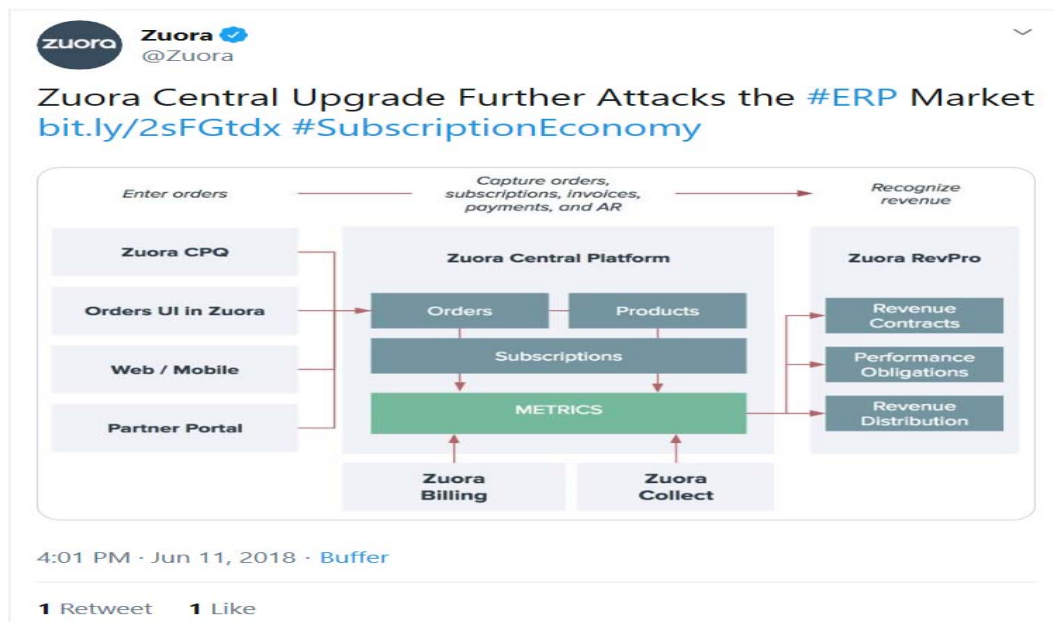 zuora
Zuora
@Zuora
Zuora Central Upgrade Further Attacks the #ERP Market
bit.ly/2sFGtdx #SubscriptionEconomy
Enter orders
Capture orders,
subscriptions, invoices,
payments, and AR
Recognize
revenue
Zuora CPQ
Orders UI in Zuora
Web / Mobile
Partner Portal
Zuora Central Platform
Orders
Products
Subscriptions
METRICS
Zuora
Billing
Zuora
Collect
Zuora RevPro
Revenue
Contracts
Performance
Obligations
Revenue
Distribution
4:01 PM · Jun 11, 2018 · Buffer
1 Retweet 1 Like